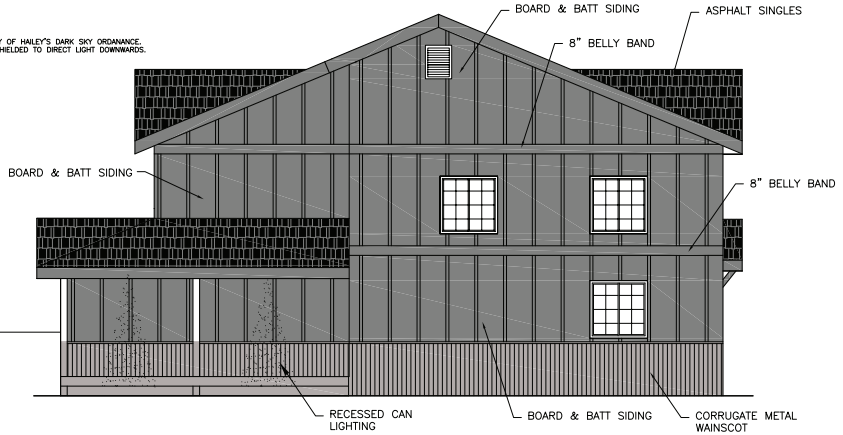 BOARD & BATT SIDING
ASPHALT SINGLES
Y OF HAILEY'S DARK SKY ORDANANCE.
HIELDED TO DIRECT LIGHT DOWNWARDS.
8" BELLY BAND
BOARD & BATT SIDING
8" BELLY BAND
RECESSED CAN
LIGHTING
BOARD & BATT SIDING
CORRUGATE METAL
WAINSCOT